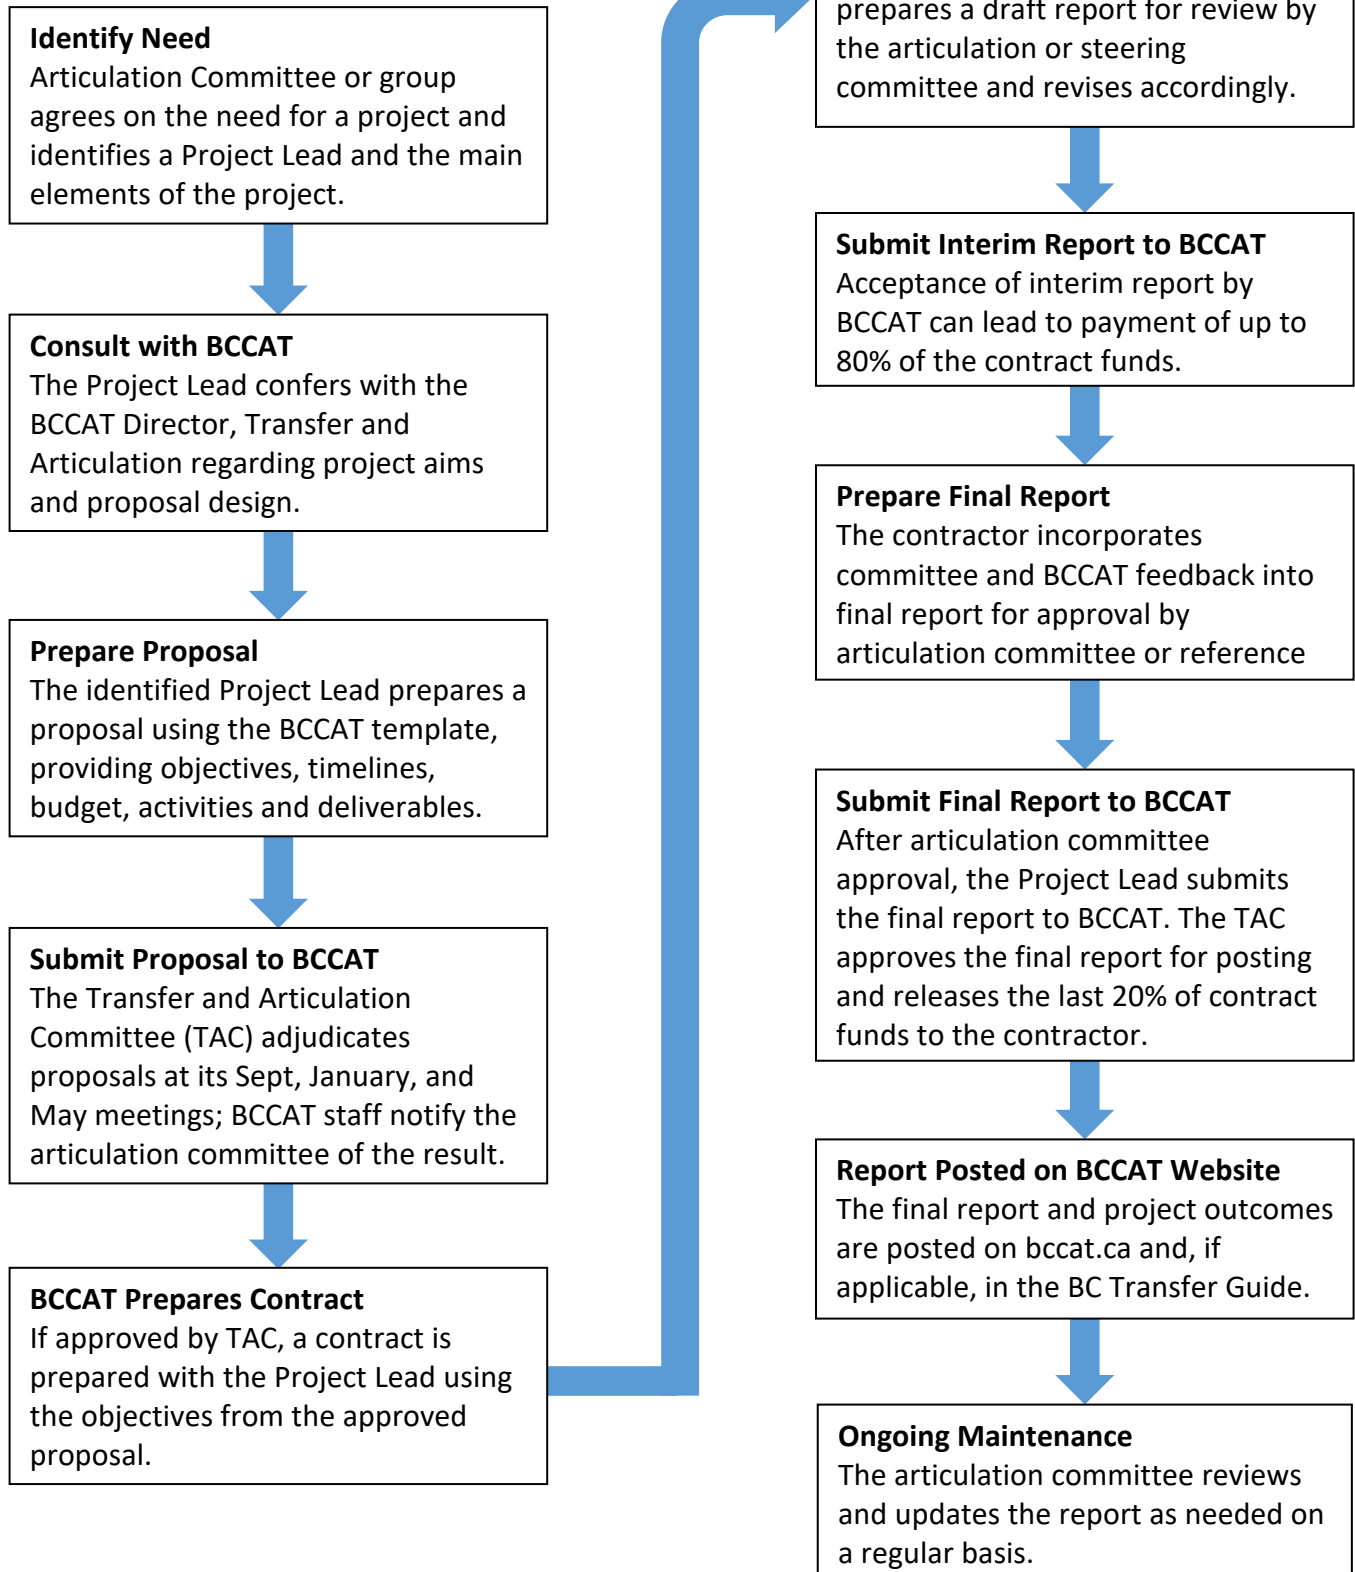 Identify Need
Articulation Committee or group
agrees on the need for a project and
identifies a Project Lead and the main
elements of the project.
Consult with BCCAT
The Project Lead confers with the
BCCAT Director, Transfer and
Articulation regarding project aims
and proposal design.
Prepare Proposal
The identified Project Lead prepares a
proposal using the BCCAT template,
providing objectives, timelines,
budget, activities and deliverables.
Submit Proposal to BCCAT
The Transfer and Articulation
Committee (TAC) adjudicates
proposals at its Sept, January, and
May meetings; BCCAT staff notify the
articulation committee of the result.
BCCAT Prepares Contract
If approved by TAC, a contract is
prepared with the Project Lead using
the objectives from the approved
proposal.
prepares a draft report for review by
the articulation or steering
committee and revises accordingly.
Submit Interim Report to BCCAT
Acceptance of interim report by
BCCAT can lead to payment of up to
80% of the contract funds.
Prepare Final Report
The contractor incorporates
committee and BCCAT feedback into
final report for approval by
articulation committee or reference
Submit Final Report to BCCAT
After articulation committee
approval, the Project Lead submits
the final report to BCCAT. The TAC
approves the final report for posting
and releases the last 20% of contract
funds to the contractor.
Report Posted on BCCAT Website
The final report and project outcomes
are posted on bccat.ca and, if
applicable, in the BC Transfer Guide.
Ongoing Maintenance
The articulation committee reviews
and updates the report as needed on
a regular basis.